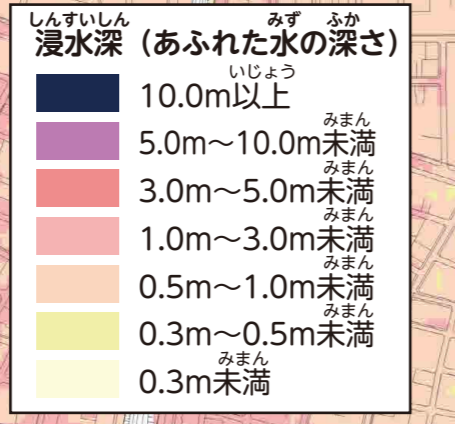 しんすいしん みず ふか
浸水深（あふれた水の深さ）
いじょう
10.0m以上
みまん
5.0m～10.0m未満
みまん
3.0m～5.0m未満
みまん
1.0m～3.0m未満
みまん
0.5m～1.0m未満
みまん
0.3m～0.5m未満
みまん
0.3m未満